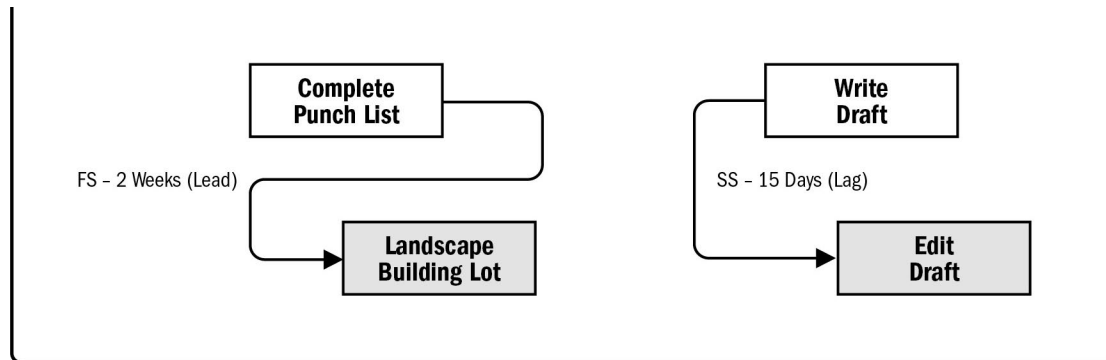 Complete
Punch List
FS – 2 Weeks (Lead)
Landscape
Building Lot
Write
Draft
SS – 15 Days (Lag)
Edit
Draft